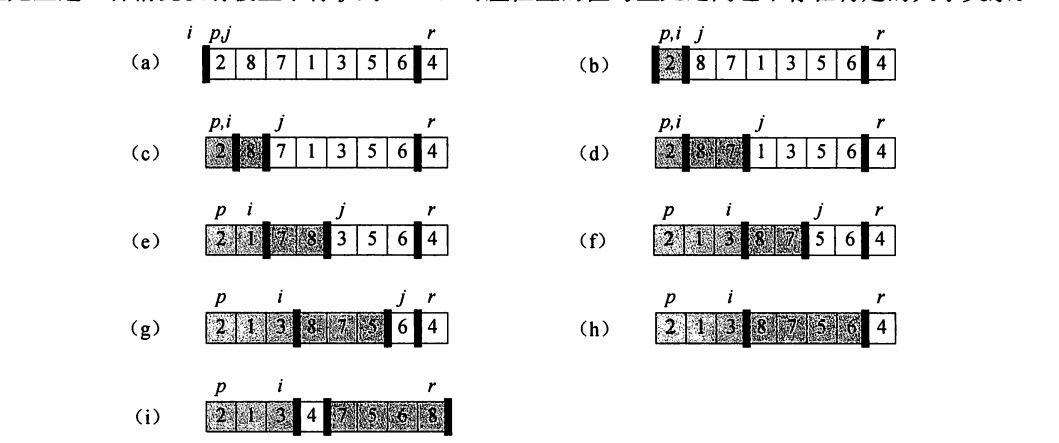 i p,j r
(a) 2 8 7 1 3 5 6 4
p,i j r
(b) 2 8 7 1 3 5 6 4
p,i j r
(c) 2 8 7 1 3 5 6 4
p,i j r
(d) 2 8 7 1 3 5 6 4
p i j r
(e) 2 1 7 8 3 5 6 4
p i j r
(f) 2 1 3 8 7 5 6 4
p i j r
(g) 2 1 3 8 7 5 6 4
p i r
(h) 2 1 3 8 7 5 6 4
p i r
(i) 2 1 3 4 7 5 6 8